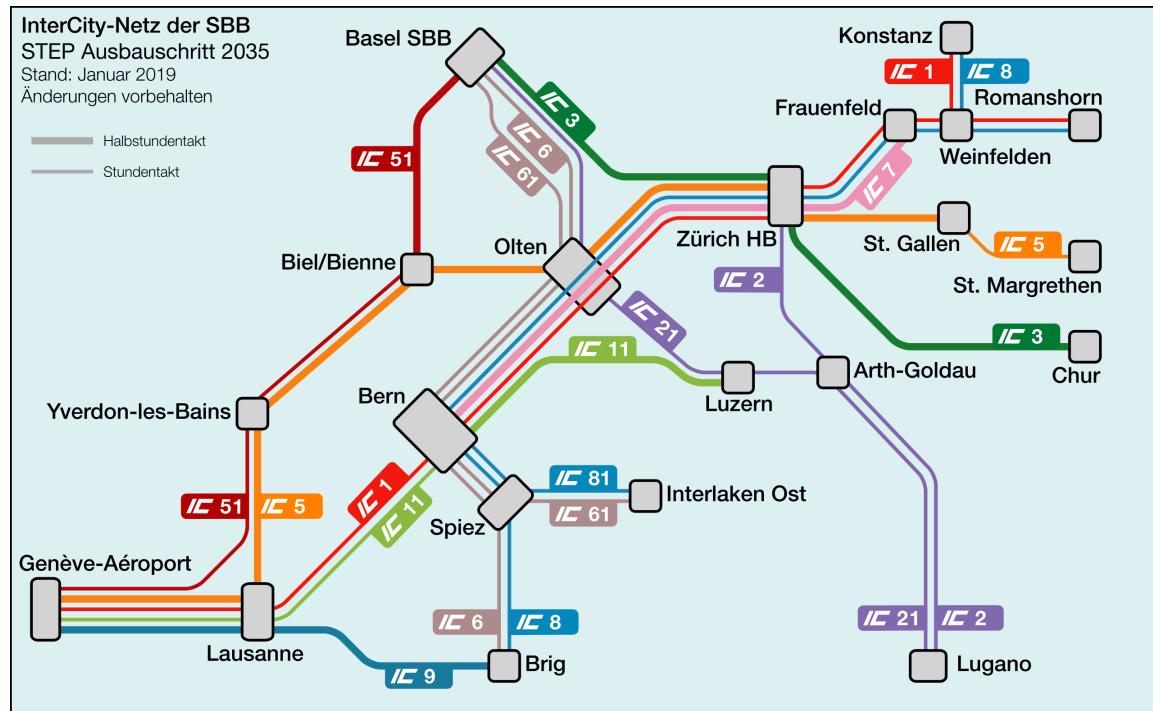 InterCity-Netz der SBB
STEP Ausbauschritt 2035
Stand: Januar 2019
Änderungen vorbehalten
Halbstundentakt
Stundentakt
Basel SBB
Konstanz
IC 1
IC 8
Romanshorn
Frauenfeld
Weinfelden
IC 3
IC 6
IC 61
IC 51
IC 7
Olten
Zürich HB
St. Gallen
IC 5
St. Margrethen
Biel/Bienne
IC 2
IC 21
IC 11
IC 3
Chur
Arth-Goldau
Luzern
Bern
Yverdon-les-Bains
IC 51
IC 5
IC 1
IC 11
IC 81
IC 61
Interlaken Ost
Spiez
Genève-Aéroport
Lausanne
IC 6
IC 8
IC 21
IC 2
IC 9
Brig
Lugano